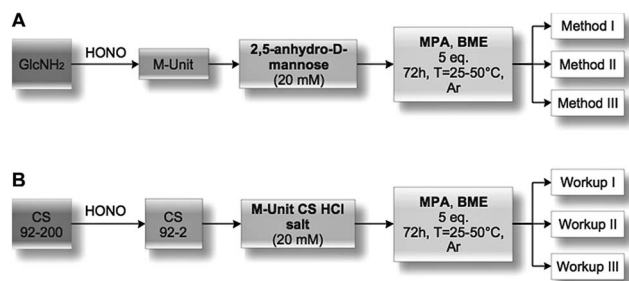 A
GlcNH₂
HONO
M-Unit
2,5-anhydro-D-
mannose
(20 mM)
MPA, BME
5 eq.
72h, T=25-50°C,
Ar
Method I
Method II
Method III
B
CS
92-200
HONO
CS
92-2
M-Unit CS HCl
salt
(20 mM)
MPA, BME
5 eq.
72h, T=25-50°C,
Ar
Workup I
Workup II
Workup III